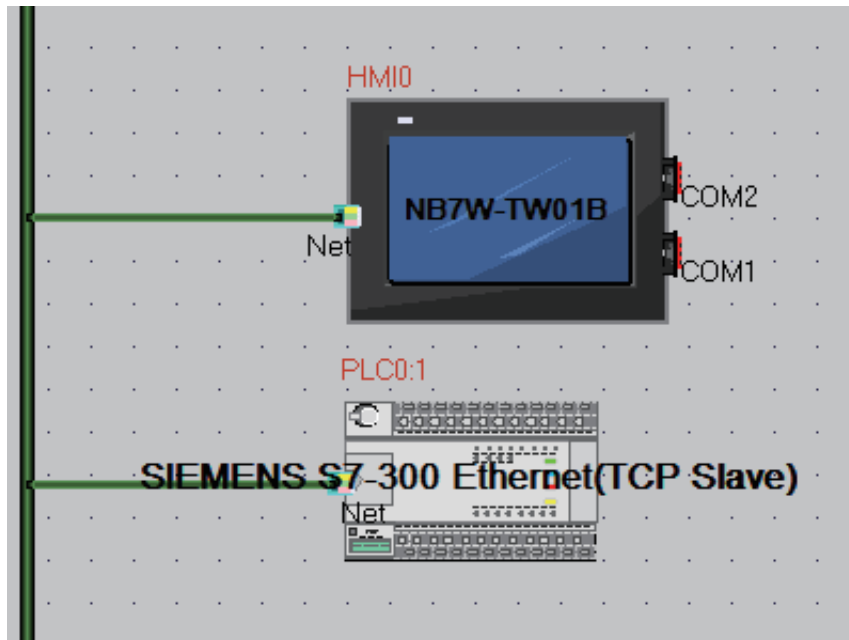 HMI0
NB7W-TW01B
COM2
Net
COM1
PLC0:1
SIEMENS S7-300 Ethernet(TCP Slave)
Net